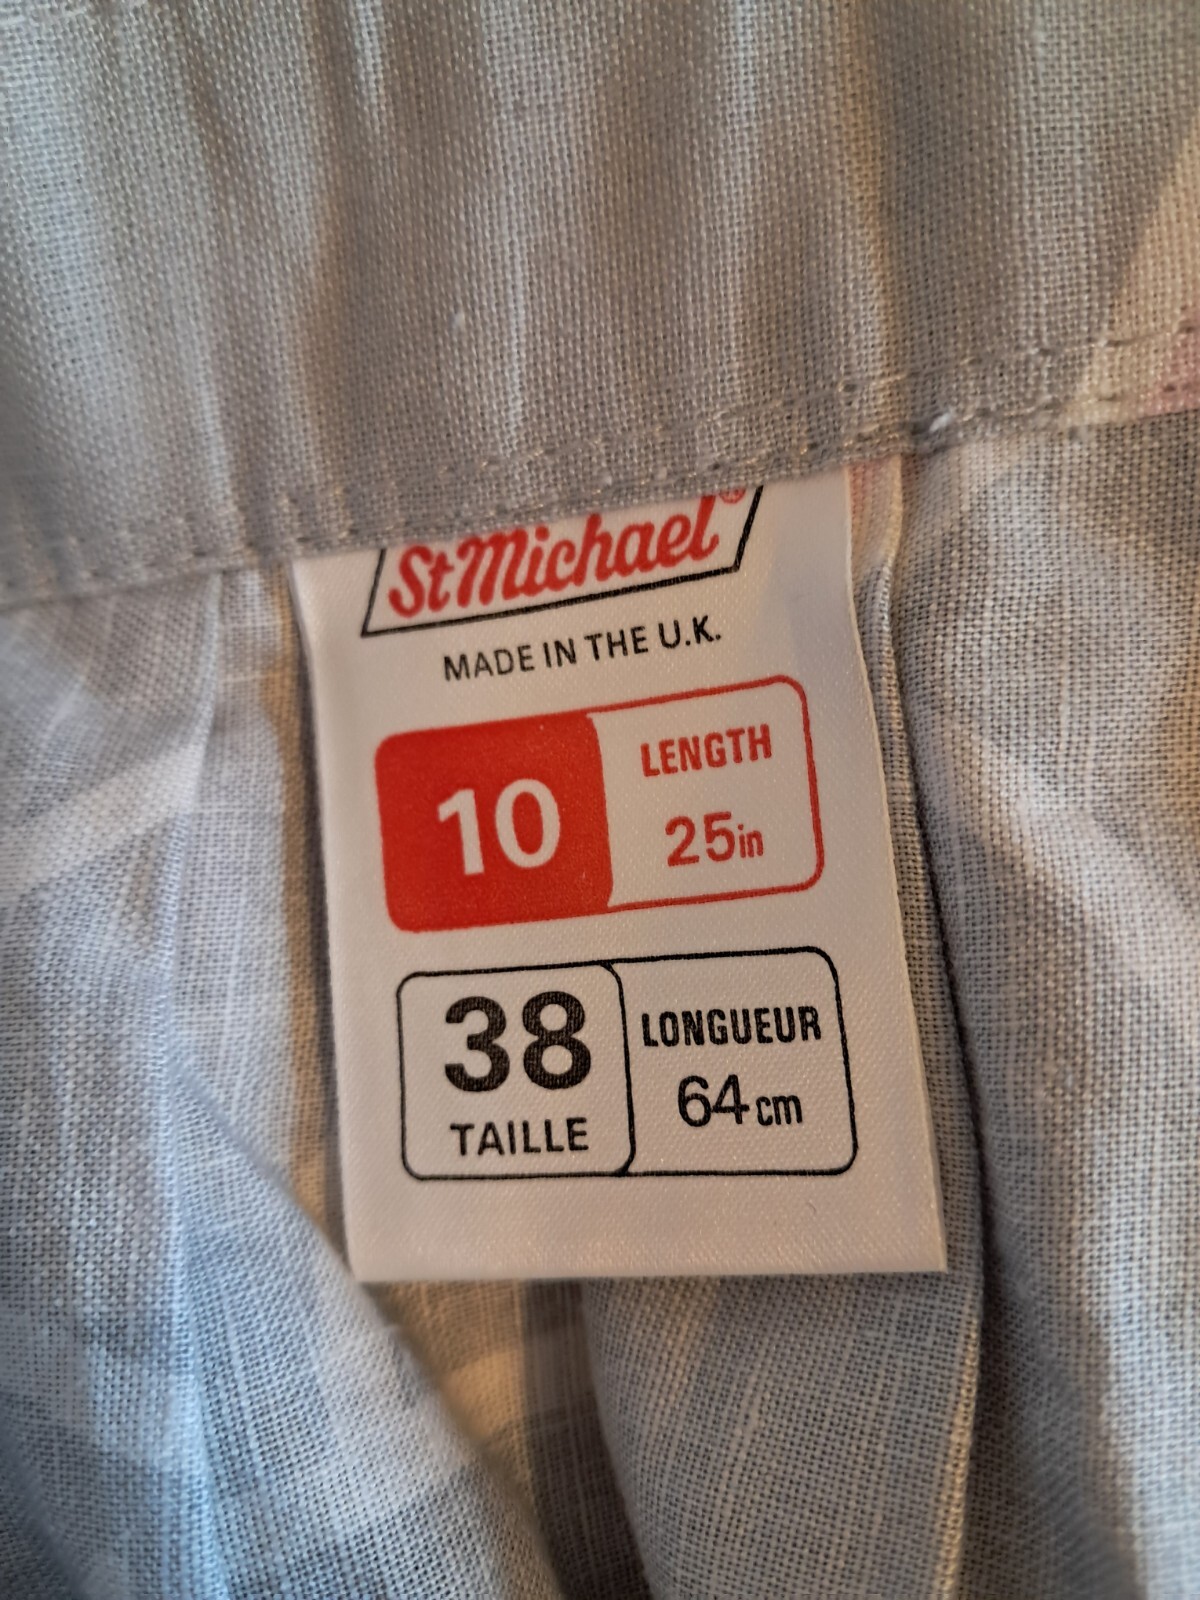 St Michael®
MADE IN THE U.K.
10
LENGTH
25in
38
TAILLE
LONGUEUR
64cm